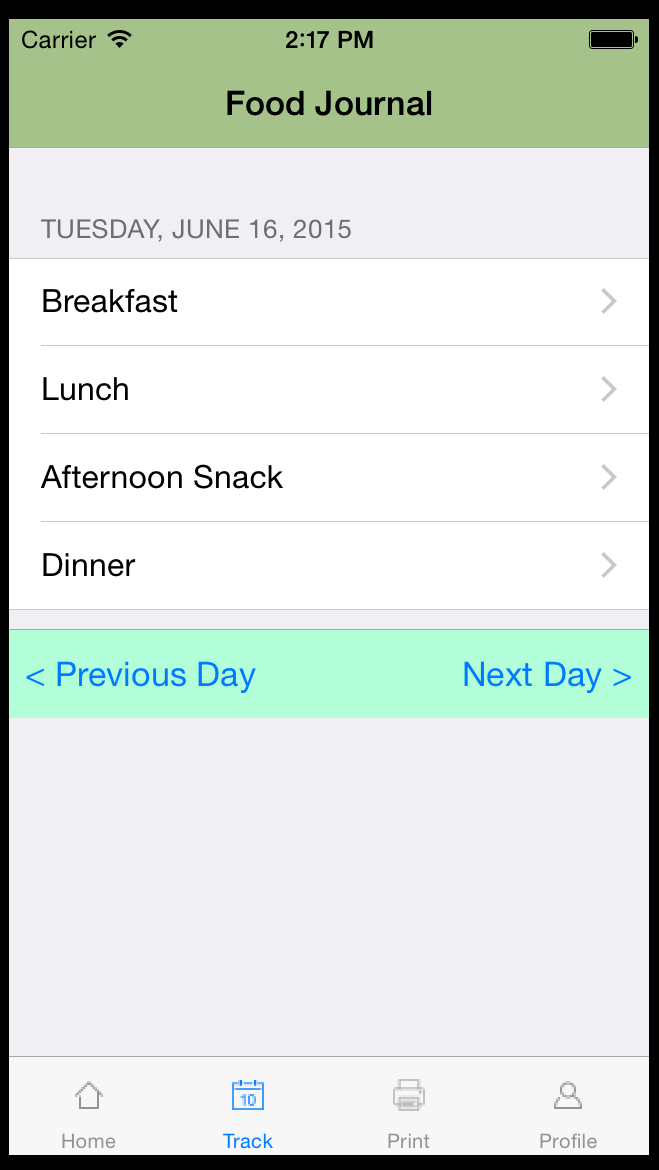 Carrier 2:17 PM
Food Journal
TUESDAY, JUNE 16, 2015
Breakfast
Lunch
Afternoon Snack
Dinner
< Previous Day Next Day >
10
Home Track Print Profile